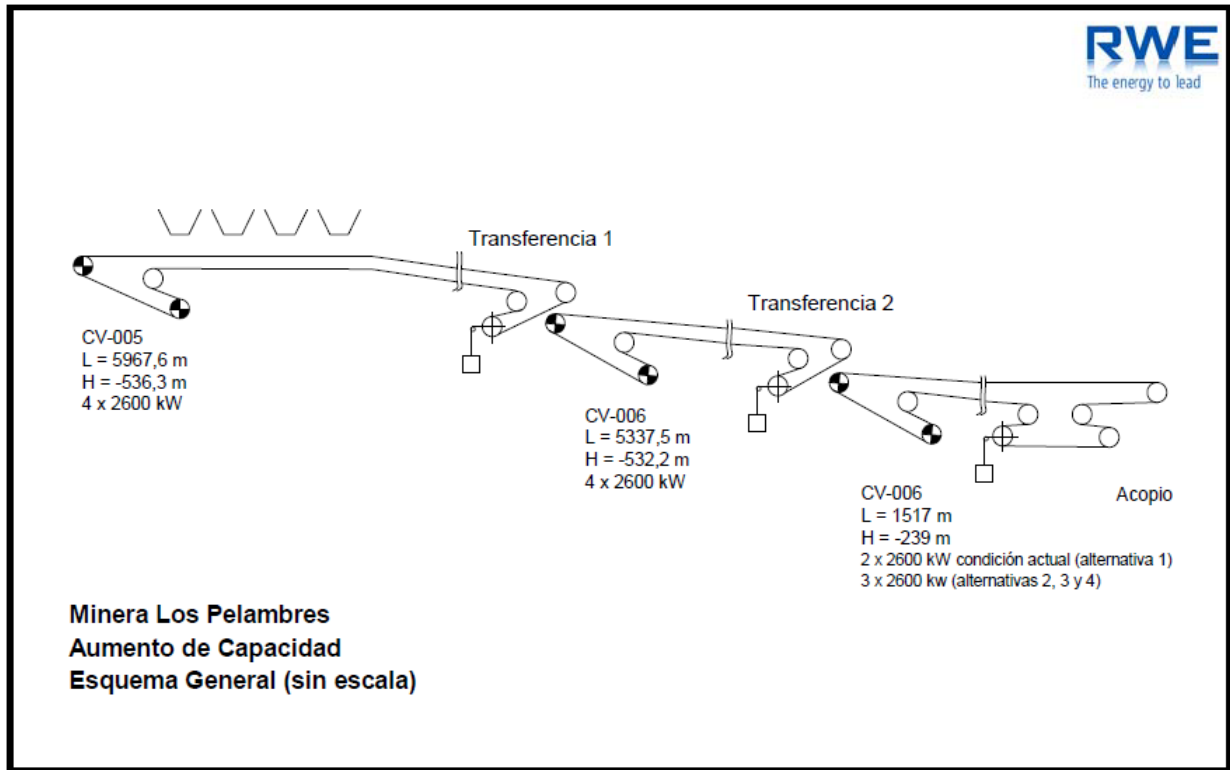 RWE
The energy to lead
Transferencia 1
Transferencia 2
CV-005
L = 5967,6 m
H = -536,3 m
4 x 2600 kW
CV-006
L = 5337,5 m
H = -532,2 m
4 x 2600 kW
CV-006
L = 1517 m
H = -239 m
2 x 2600 kW condición actual (alternativa 1)
3 x 2600 kw (alternativas 2, 3 y 4)
Acopio
Minera Los Pelambres
Aumento de Capacidad
Esquema General (sin escala)